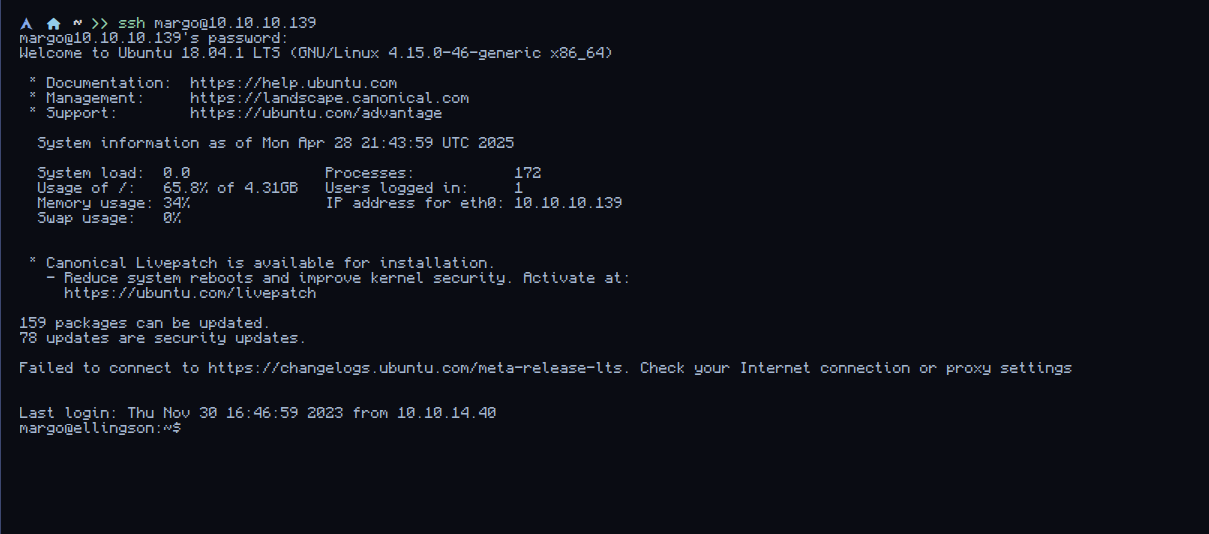 ~ >> ssh margo@10.10.10.139
margo@10.10.10.139's password:
Welcome to Ubuntu 18.04.1 LTS (GNU/Linux 4.15.0-46-generic x86_64)
* Documentation:  https://help.ubuntu.com
* Management:     https://landscape.canonical.com
* Support:        https://ubuntu.com/advantage
System information as of Mon Apr 28 21:43:59 UTC 2025
System load:  0.0               Processes:           172
Usage of /:   65.8% of 4.31GB   Users logged in:     1
Memory usage: 34%               IP address for eth0: 10.10.10.139
Swap usage:   0%
* Canonical Livepatch is available for installation.
- Reduce system reboots and improve kernel security. Activate at:
https://ubuntu.com/livepatch
159 packages can be updated.
78 updates are security updates.
Failed to connect to https://changelogs.ubuntu.com/meta-release-lts. Check your Internet connection or proxy settings
Last login: Thu Nov 30 16:46:59 2023 from 10.10.14.40
margo@ellingson:~$